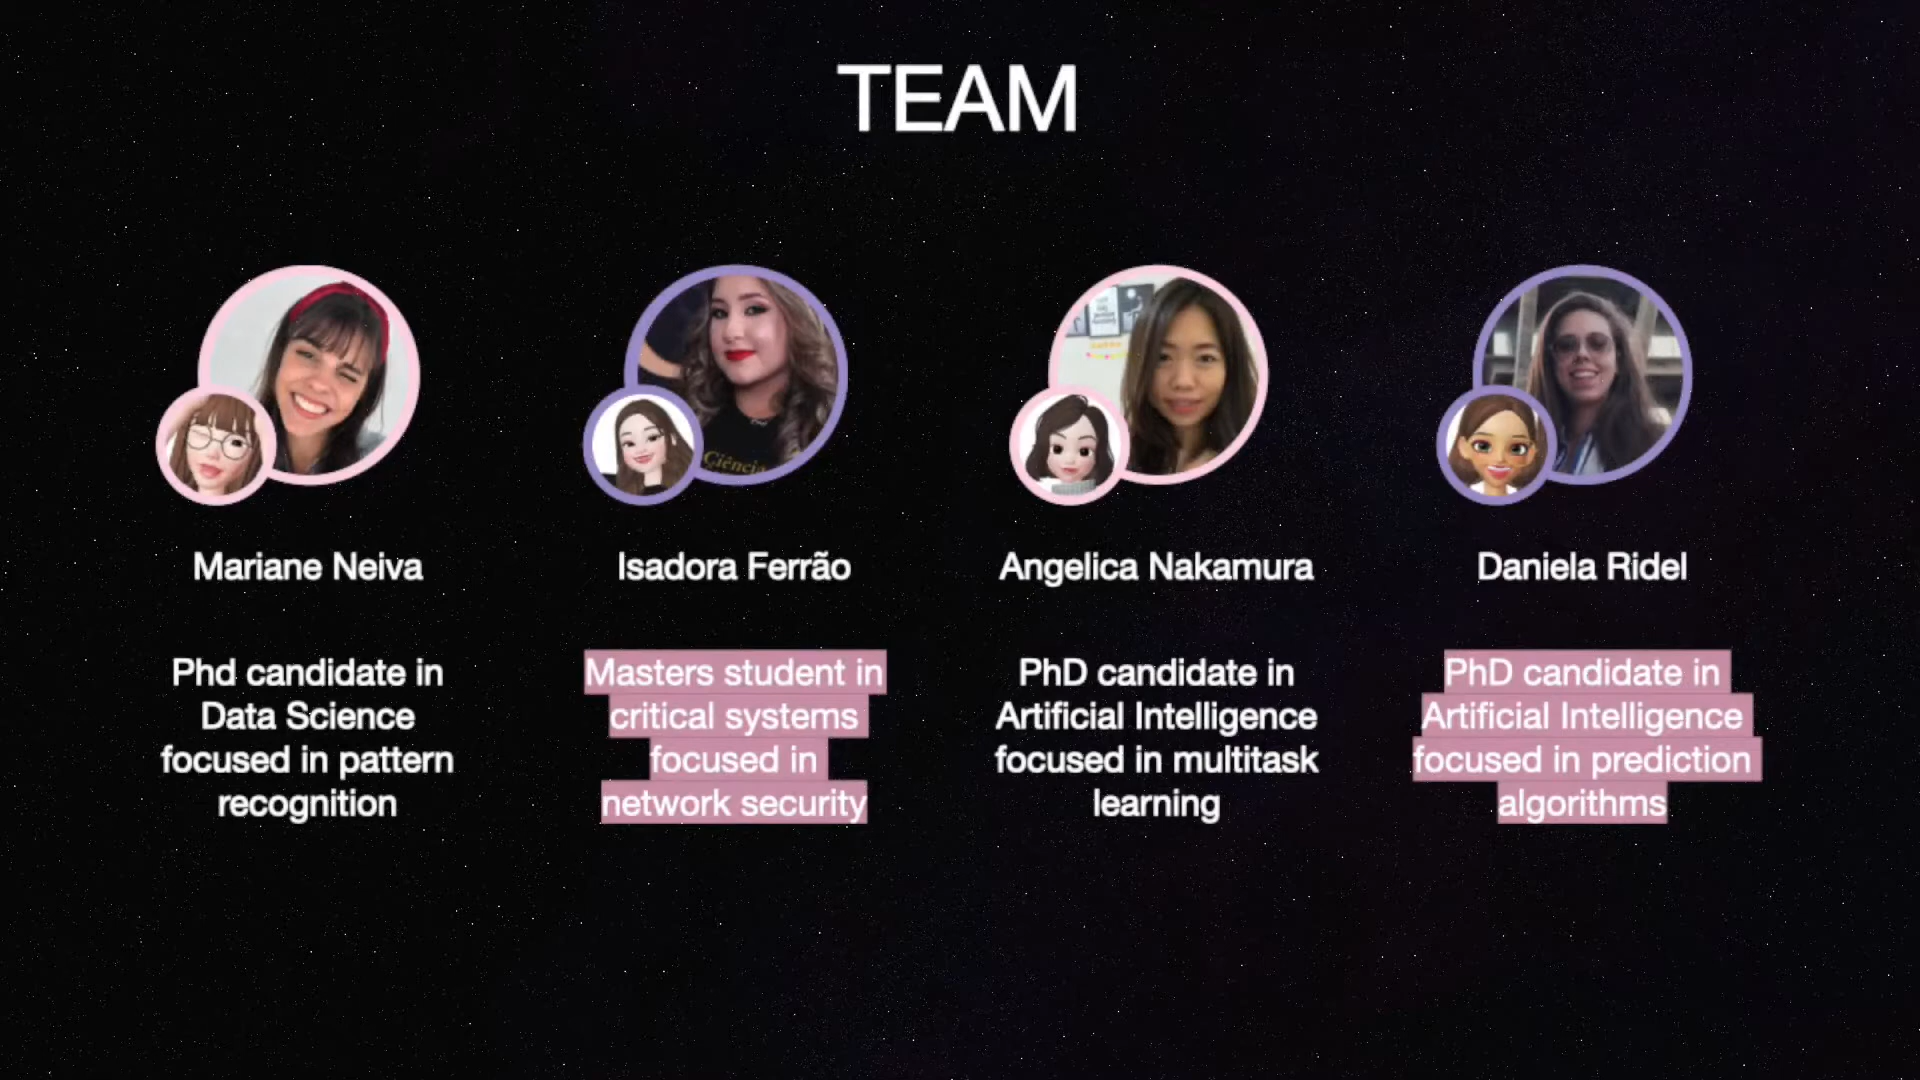 TEAM
Ciência
Mariane Neiva
Isadora Ferrão
Angelica Nakamura
Daniela Ridel
Phd candidate in
Data Science
focused in pattern
recognition
Masters student in
critical systems
focused in
network security
PhD candidate in
Artificial Intelligence
focused in multitask
learning
PhD candidate in
Artificial Intelligence
focused in prediction
algorithms